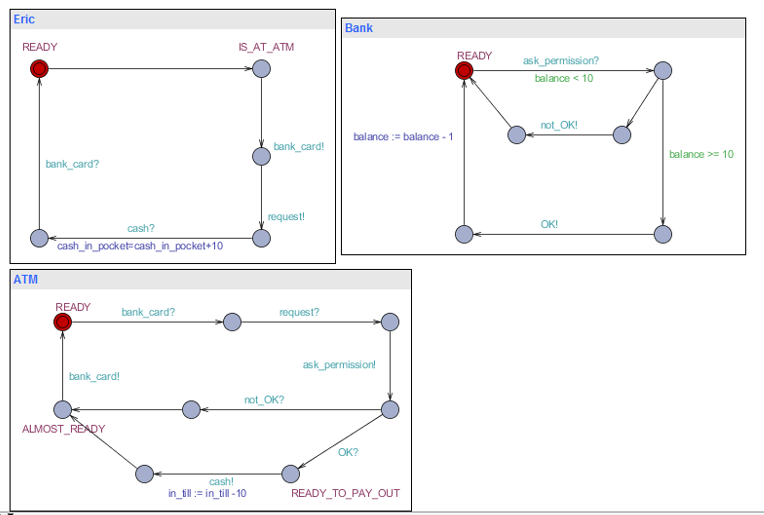 Eric
READY
IS_AT_ATM
bank_card!
bank_card?
request!
cash?
cash_in_pocket=cash_in_pocket+10
Bank
READY
ask_permission?
balance < 10
not_OK!
balance := balance - 1
balance >= 10
OK!
ATM
READY
bank_card?
request?
ask_permission!
bank_card!
not_OK?
ALMOST_READY
OK?
cash!
in_till := in_till -10
READY_TO_PAY_OUT